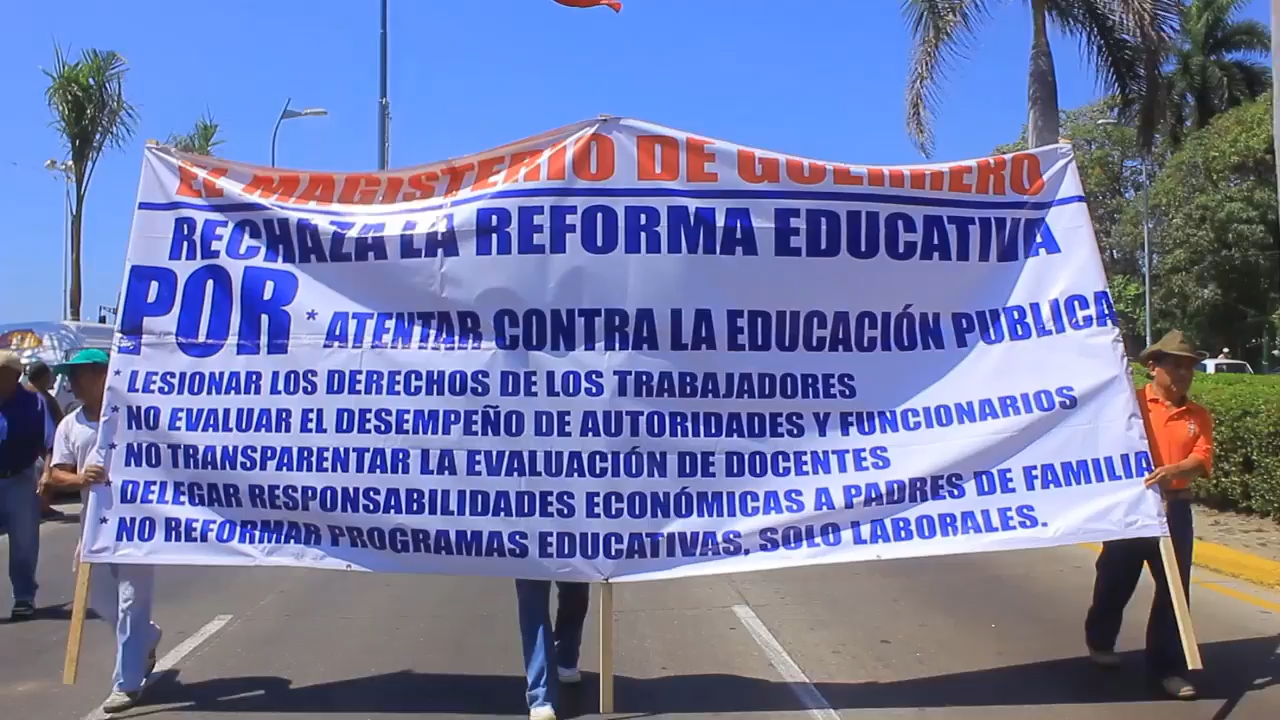 EL MAGISTERIO DE GUERRERO
RECHAZA LA REFORMA EDUCATIVA
POR * ATENTAR CONTRA LA EDUCACIÓN PUBLICA
* LESIONAR LOS DERECHOS DE LOS TRABAJADORES
* NO EVALUAR EL DESEMPEÑO DE AUTORIDADES Y FUNCIONARIOS
* NO TRANSPARENTAR LA EVALUACIÓN DE DOCENTES
* DELEGAR RESPONSABILIDADES ECONÓMICAS A PADRES DE FAMILIA
* NO REFORMAR PROGRAMAS EDUCATIVAS, SOLO LABORALES.